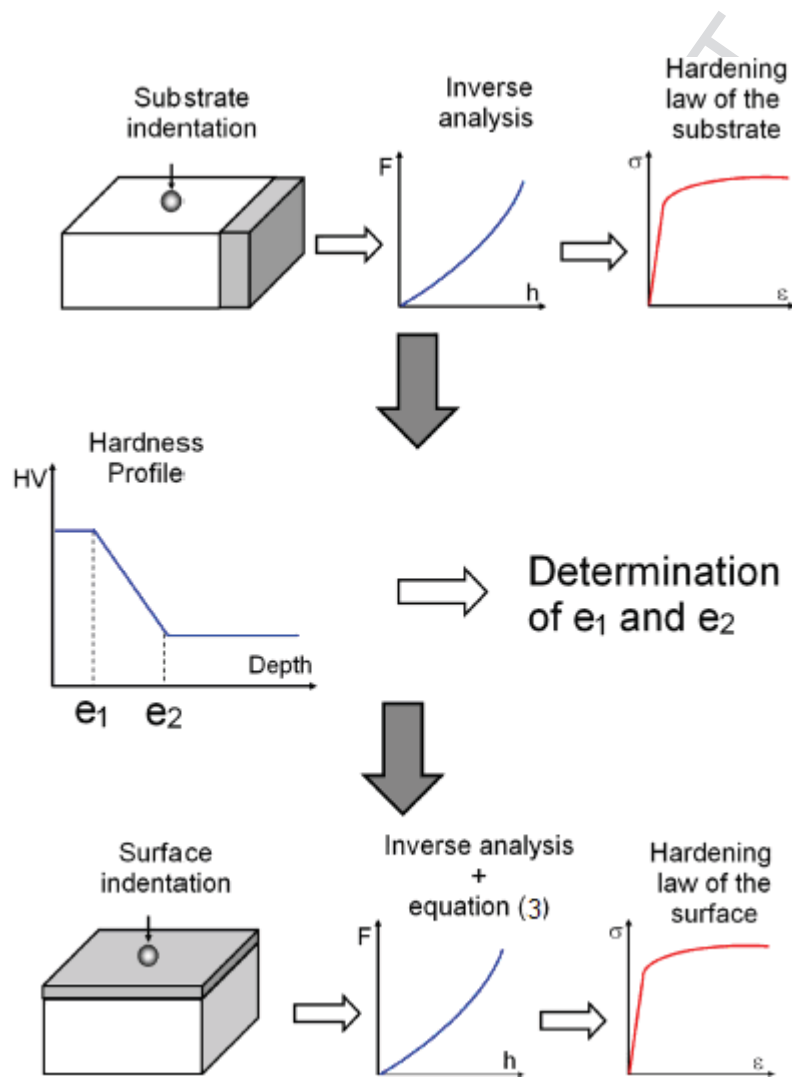 Substrate
indentation
Inverse
analysis
Hardening
law of the
substrate
F
h
σ
ε
Hardness
Profile
HV
Depth
e₁
e₂
Determination
of e₁ and e₂
Surface
indentation
Inverse analysis
+
equation (3)
Hardening
law of the
surface
F
h
σ
ε